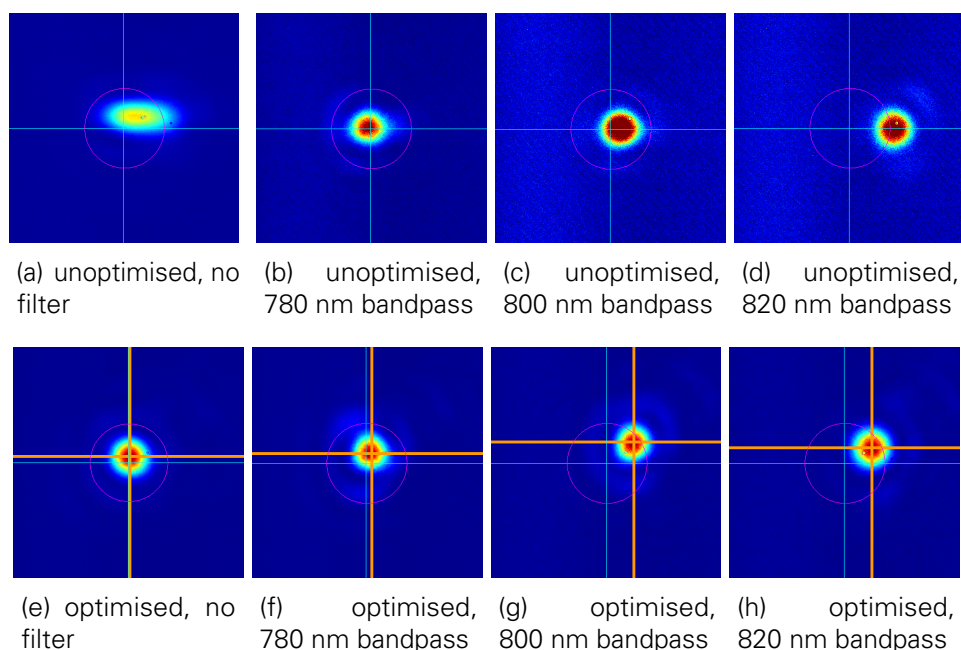 (a) unoptimised, no
filter
(b) unoptimised,
780 nm bandpass
(c) unoptimised,
800 nm bandpass
(d) unoptimised,
820 nm bandpass
(e) optimised, no
filter
(f) optimised,
780 nm bandpass
(g) optimised,
800 nm bandpass
(h) optimised,
820 nm bandpass